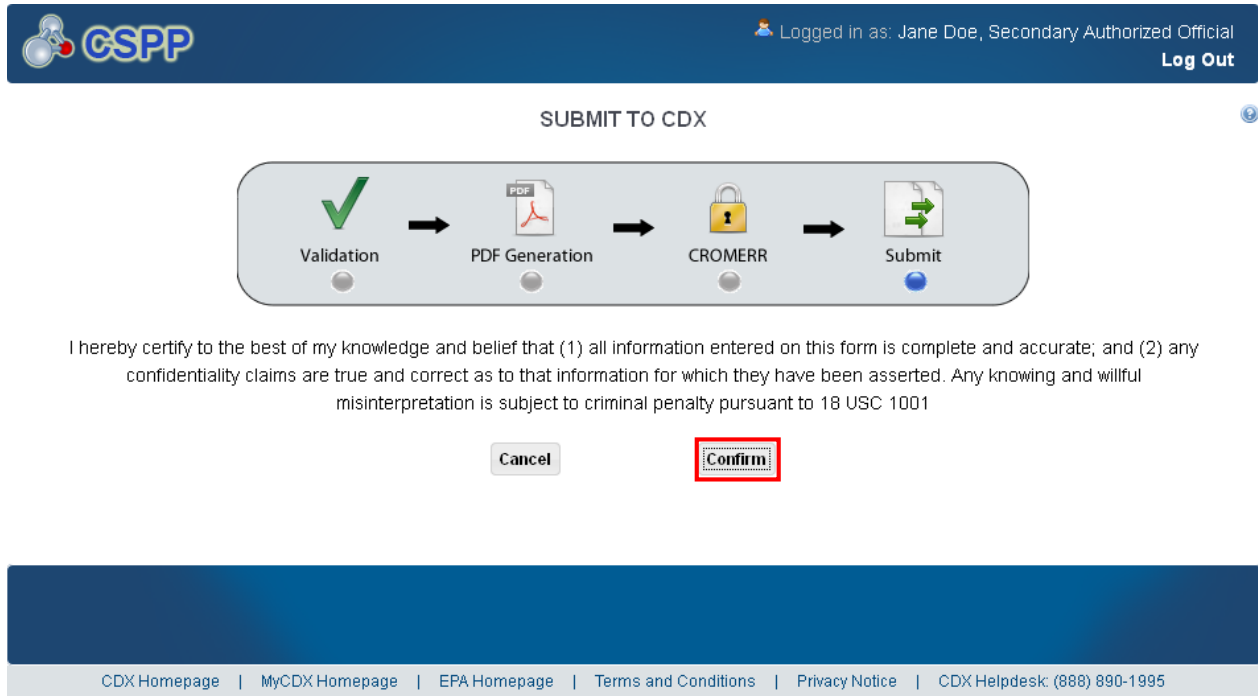 CSPP
Logged in as: Jane Doe, Secondary Authorized Official
Log Out
SUBMIT TO CDX
PDF
1
Validation
PDF Generation
CROMERR
Submit
I hereby certify to the best of my knowledge and belief that (1) all information entered on this form is complete and accurate; and (2) any
confidentiality claims are true and correct as to that information for which they have been asserted. Any knowing and willful
misinterpretation is subject to criminal penalty pursuant to 18 USC 1001
Cancel
Confirm
CDX Homepage | MyCDX Homepage | EPA Homepage | Terms and Conditions | Privacy Notice | CDX Helpdesk: (888) 890-1995